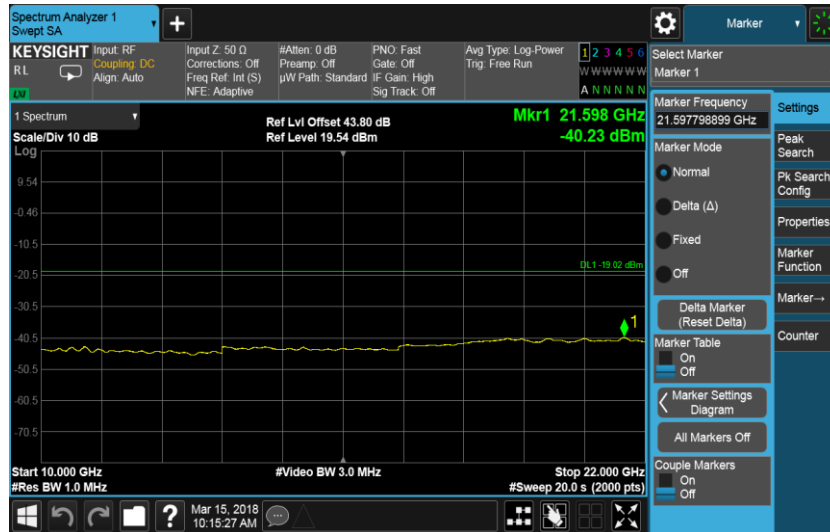 Spectrum Analyzer 1
Swept SA
Marker
KEYSIGHT
RL
LXI
Input: RF
Coupling: DC
Align: Auto
Input Z: 50 Ω
Corrections: Off
Freq Ref: Int (S)
NFE: Adaptive
#Atten: 0 dB
Preamp: Off
µW Path: Standard
PNO: Fast
Gate: Off
IF Gain: High
Sig Track: Off
Avg Type: Log-Power
Trig: Free Run
1 2 3 4 5 6
W W W W W W
A N N N N N
Select Marker
Marker 1
1 Spectrum
Scale/Div 10 dB
Log
Ref Lvl Offset 43.80 dB
Ref Level 19.54 dBm
Mkr1 21.598 GHz
-40.23 dBm
9.54
-0.46
-10.5
-20.5
-30.5
-40.5
-50.5
-60.5
-70.5
DL1 -19.02 dBm
1
Start 10.000 GHz
#Res BW 1.0 MHz
#Video BW 3.0 MHz
Stop 22.000 GHz
#Sweep 20.0 s (2000 pts)
Marker Frequency
21.597798899 GHz
Marker Mode
Normal
Delta (Δ)
Fixed
Off
Delta Marker
(Reset Delta)
Marker Table
On
Off
Marker Settings
Diagram
All Markers Off
Couple Markers
On
Off
Settings
Peak
Search
Pk Search
Config
Properties
Marker
Function
Marker→
Counter
?
Mar 15, 2018
10:15:27 AM